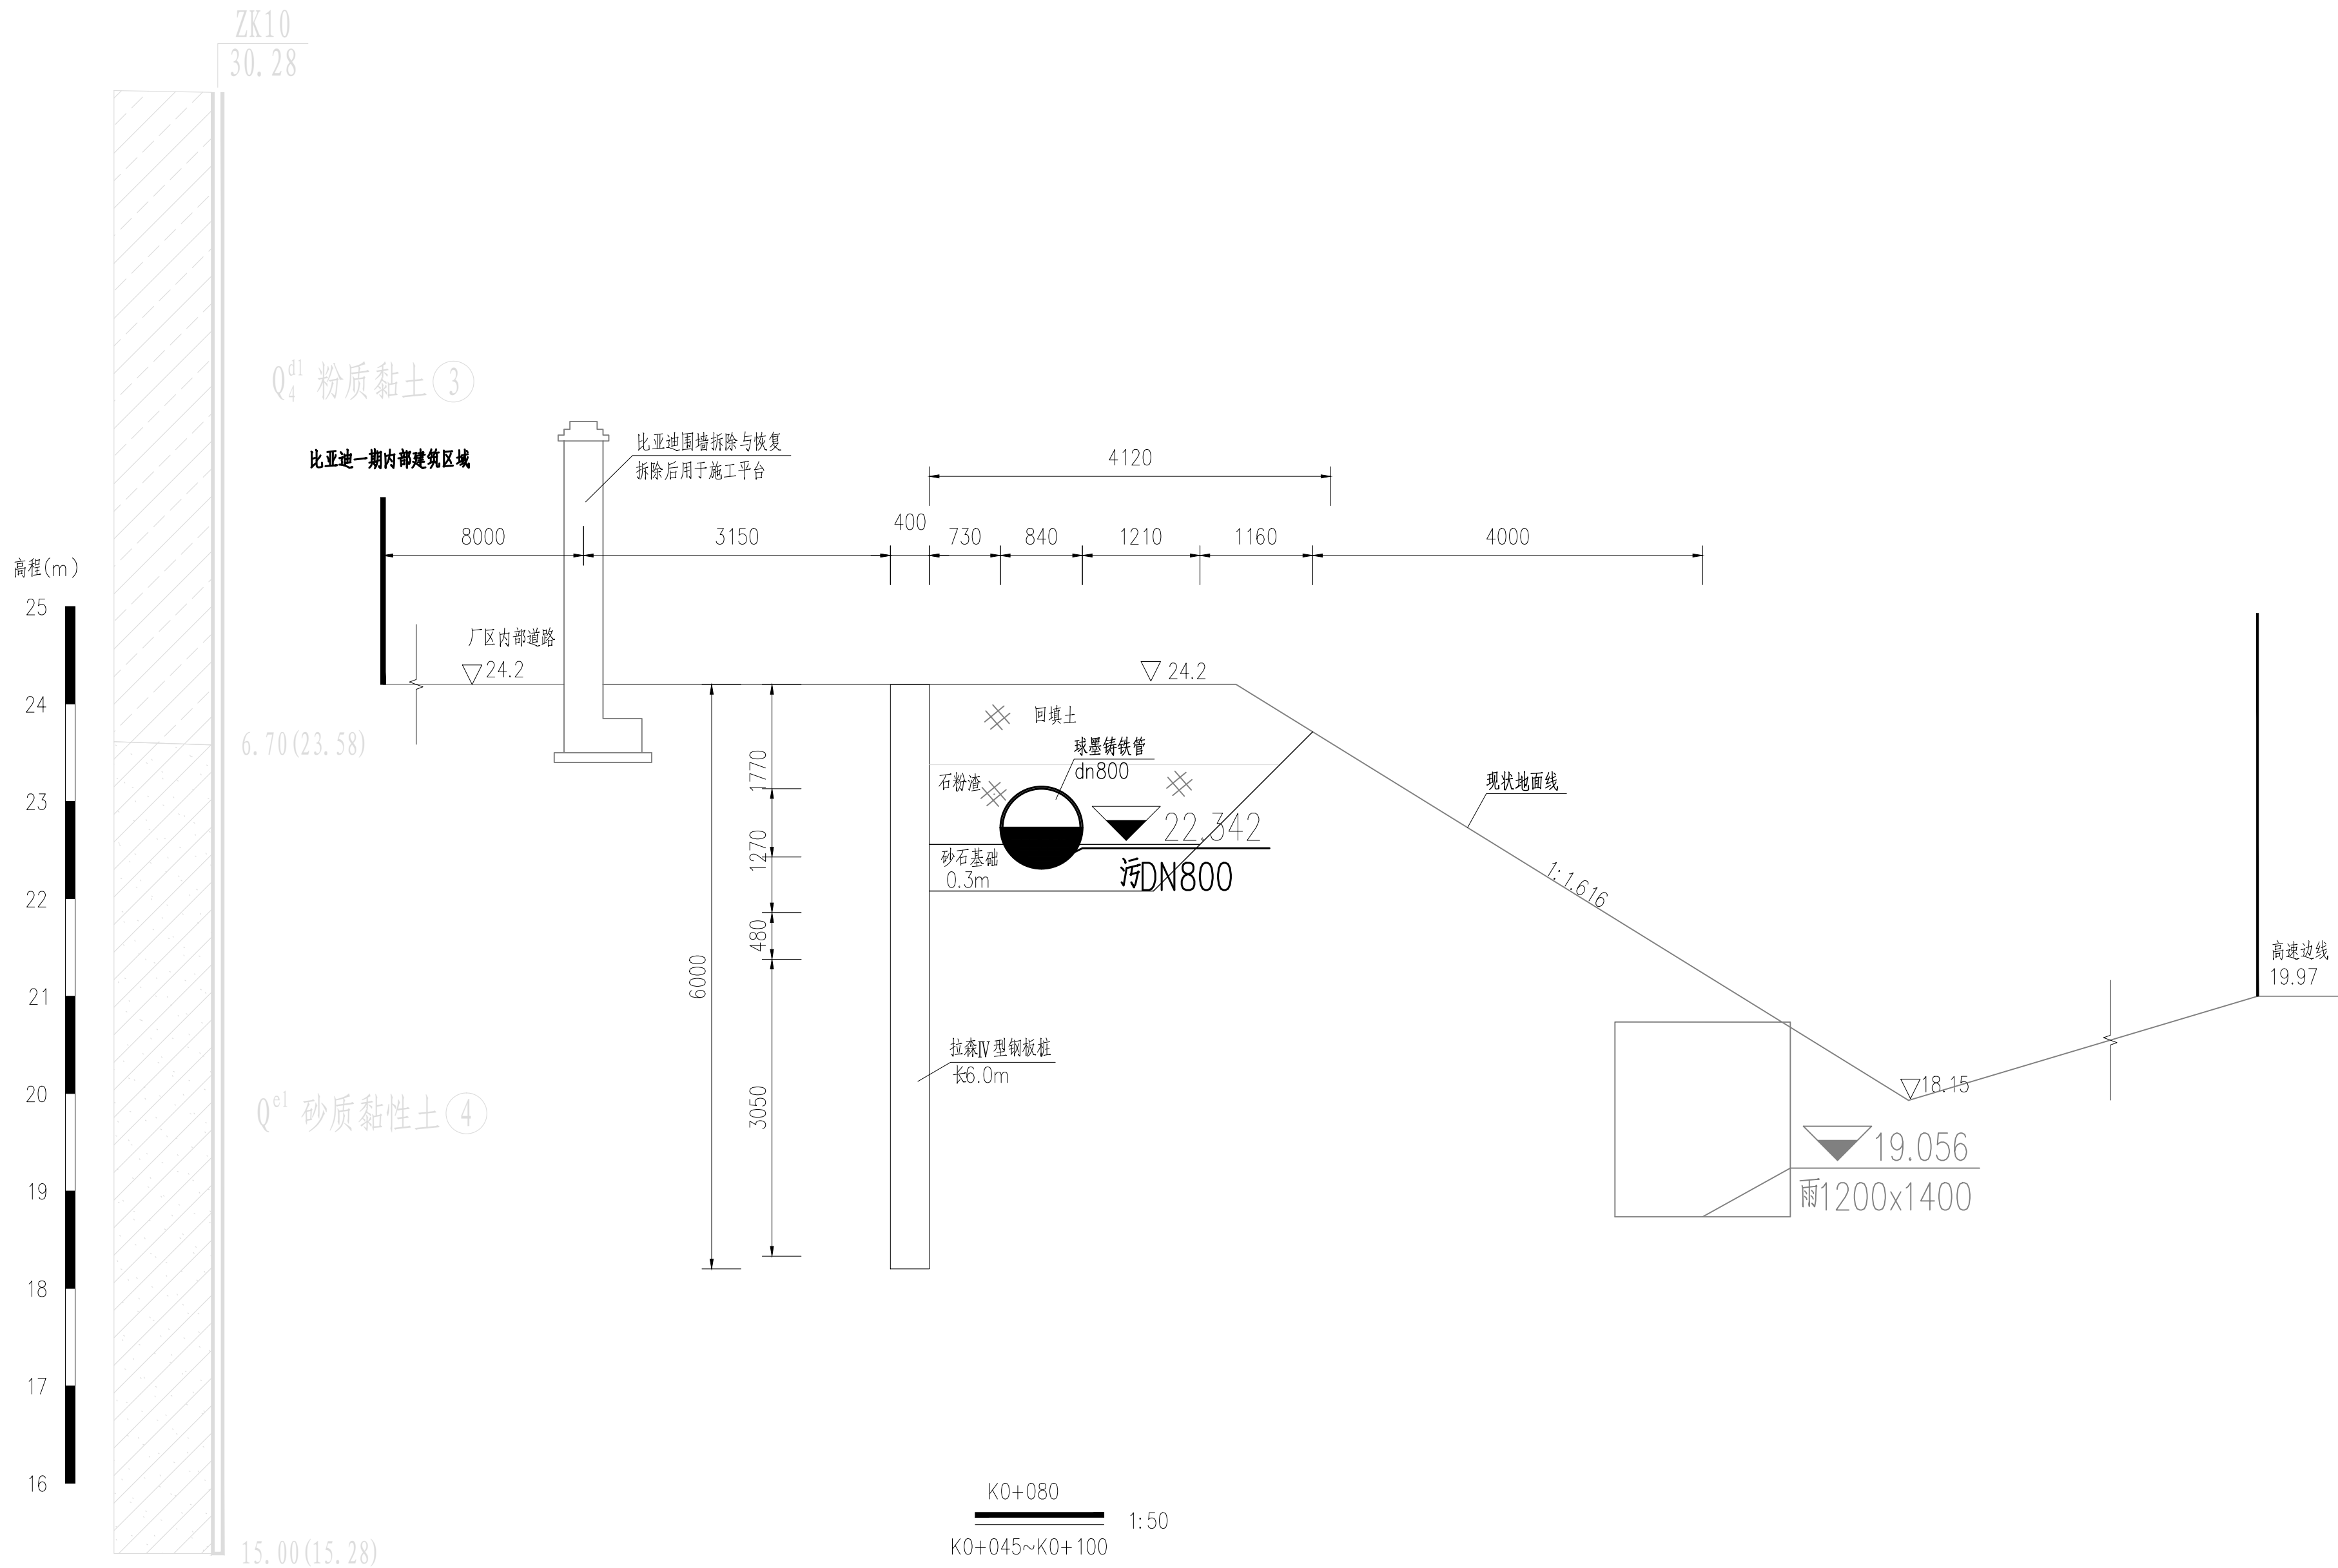 ZK10
30.28
Q4dl 粉质黏土③
比亚迪一期内部建筑区域
比亚迪围墙拆除与恢复
拆除后用于施工平台
4120
8000
3150
400
730
840
1210
1160
4000
高程(m)
25
24
23
22
21
20
19
18
17
16
厂区内部道路
24.2
24.2
6.70(23.58)
回填土
球墨铸铁管
dn800
石粉渣
22.342
砂石基础
0.3m
污DN800
现状地面线
1:1.616
1770
1270
480
3050
6000
拉森Ⅳ型钢板桩
长6.0m
高速边线
19.97
18.15
19.056
雨1200x1400
Qel 砂质黏性土④
15.00(15.28)
K0+080
1:50
K0+045~K0+100